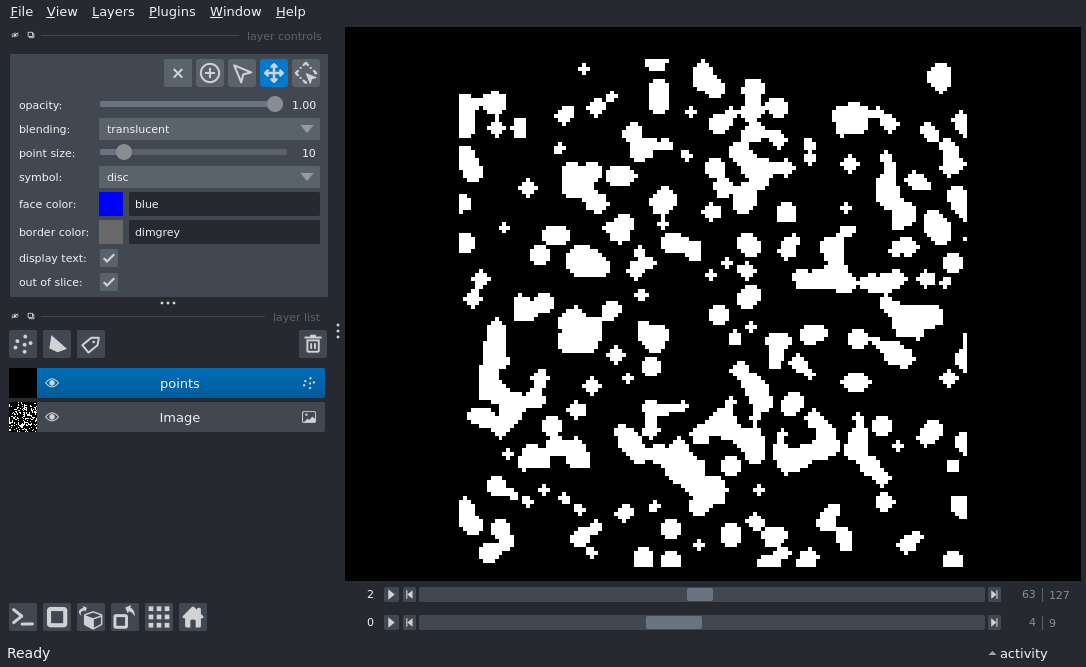 File View Layers Plugins Window Help
layer controls
opacity: 1.00
blending: translucent
point size: 10
symbol: disc
face color: blue
border color: dimgrey
display text:
out of slice:
layer list
points
Image
2 63 | 127
0 4 | 9
Ready activity